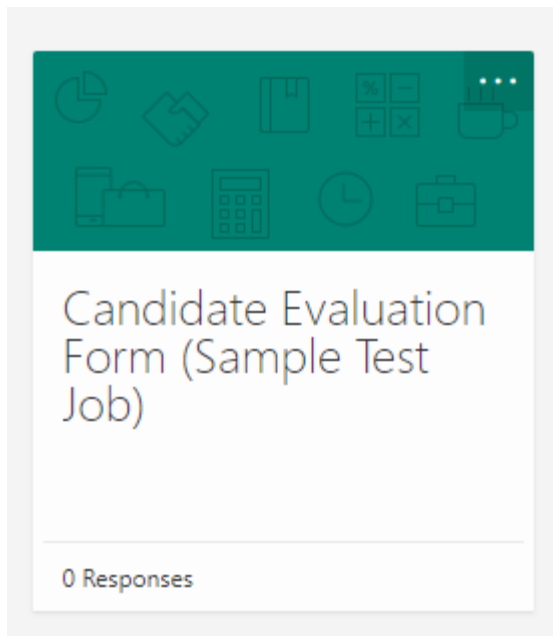 Candidate Evaluation
Form (Sample Test
Job)
0 Responses